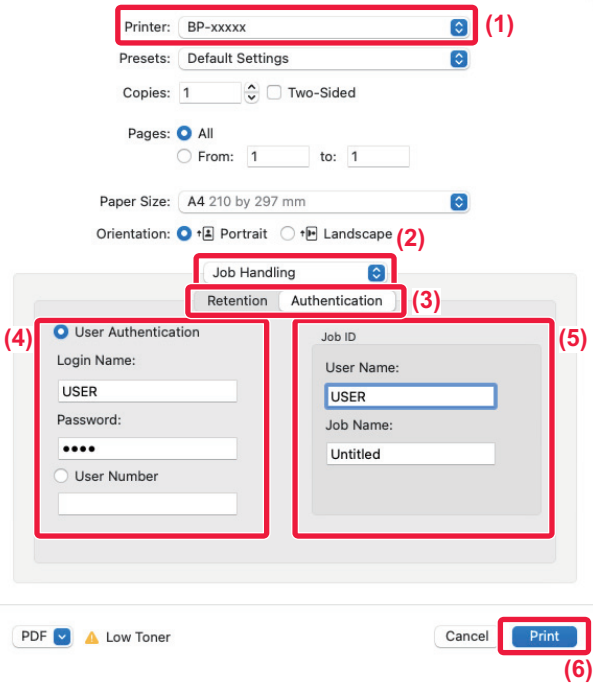 Printer: BP-xxxxx (1)
Presets: Default Settings
Copies: 1 Two-Sided
Pages: All
From: 1 to: 1
Paper Size: A4 210 by 297 mm
Orientation: Portrait Landscape (2)
Job Handling
Retention Authentication (3)
(4) User Authentication
Login Name:
USER
Password:
••••
User Number
Job ID (5)
User Name:
USER
Job Name:
Untitled
PDF Low Toner Cancel Print
(6)